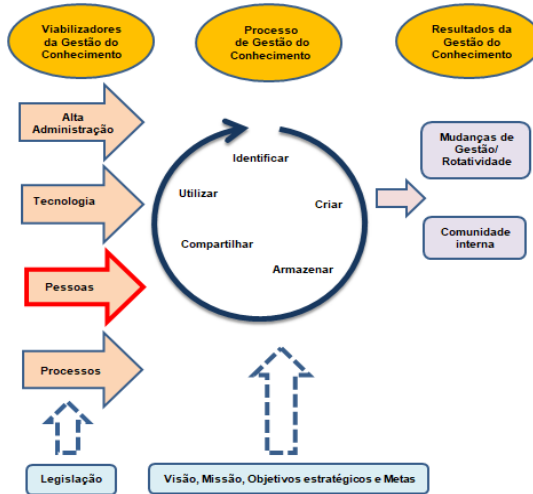 Viabilizadores
da Gestão do
Conhecimento
Processo
de Gestão do
Conhecimento
Resultados da
Gestão do
Conhecimento
Alta
Administração
Tecnologia
Pessoas
Processos
Identificar
Criar
Armazenar
Compartilhar
Utilizar
Mudanças de
Gestão/
Rotatividade
Comunidade
interna
Legislação
Visão, Missão, Objetivos estratégicos e Metas